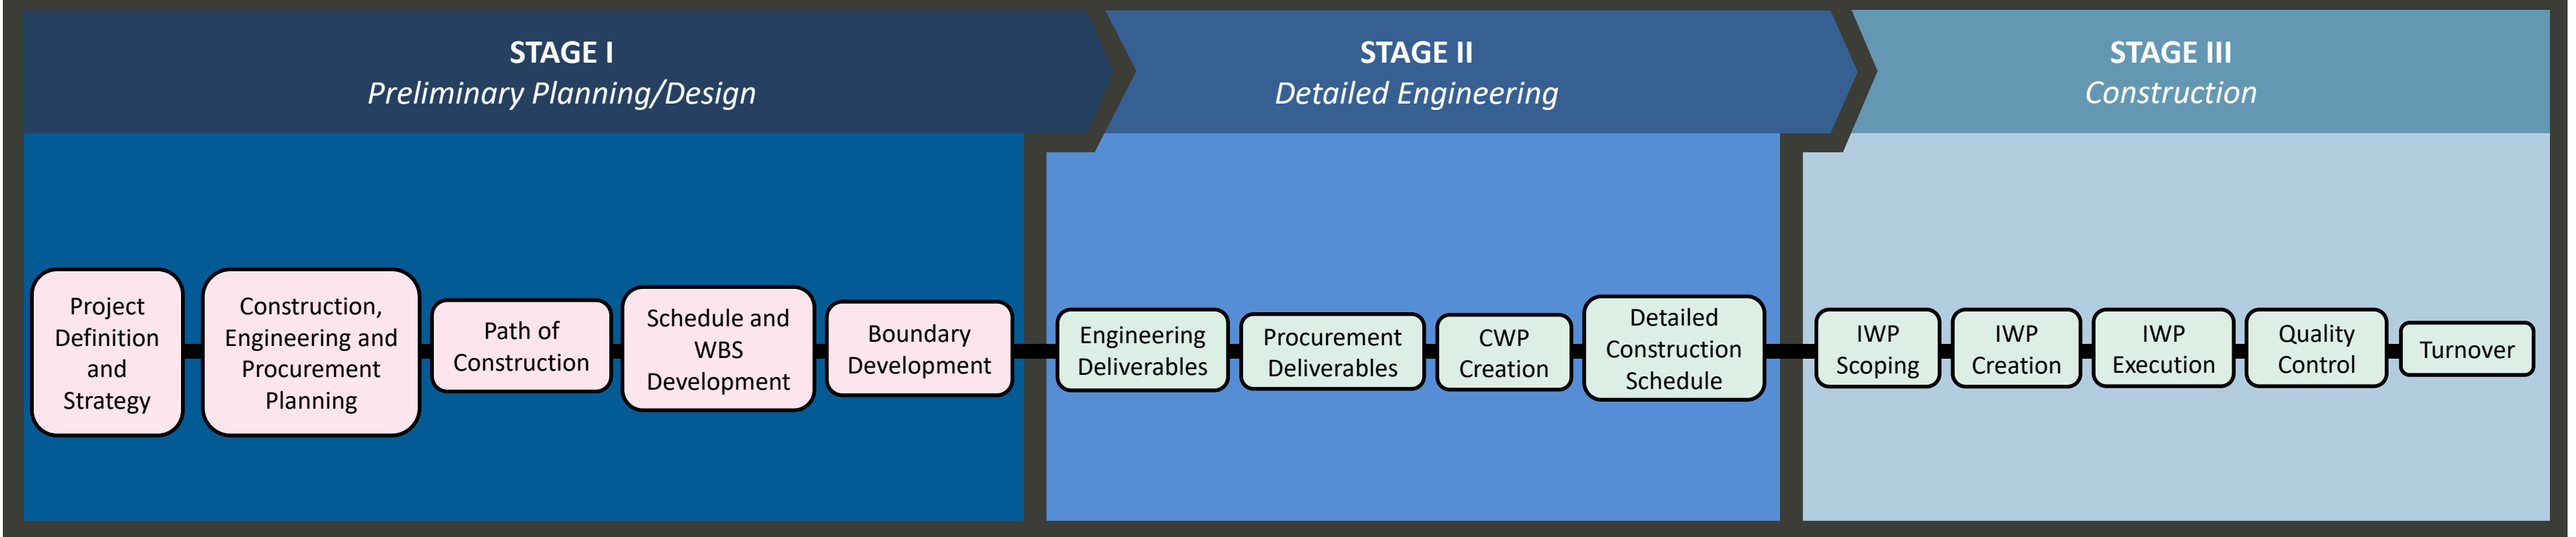 STAGE I
Preliminary Planning/Design
STAGE II
Detailed Engineering
STAGE III
Construction
Project
Definition
and
Strategy
Construction,
Engineering and
Procurement
Planning
Path of
Construction
Schedule and
WBS
Development
Boundary
Development
Engineering
Deliverables
Procurement
Deliverables
CWP
Creation
Detailed
Construction
Schedule
IWP
Scoping
IWP
Creation
IWP
Execution
Quality
Control
Turnover